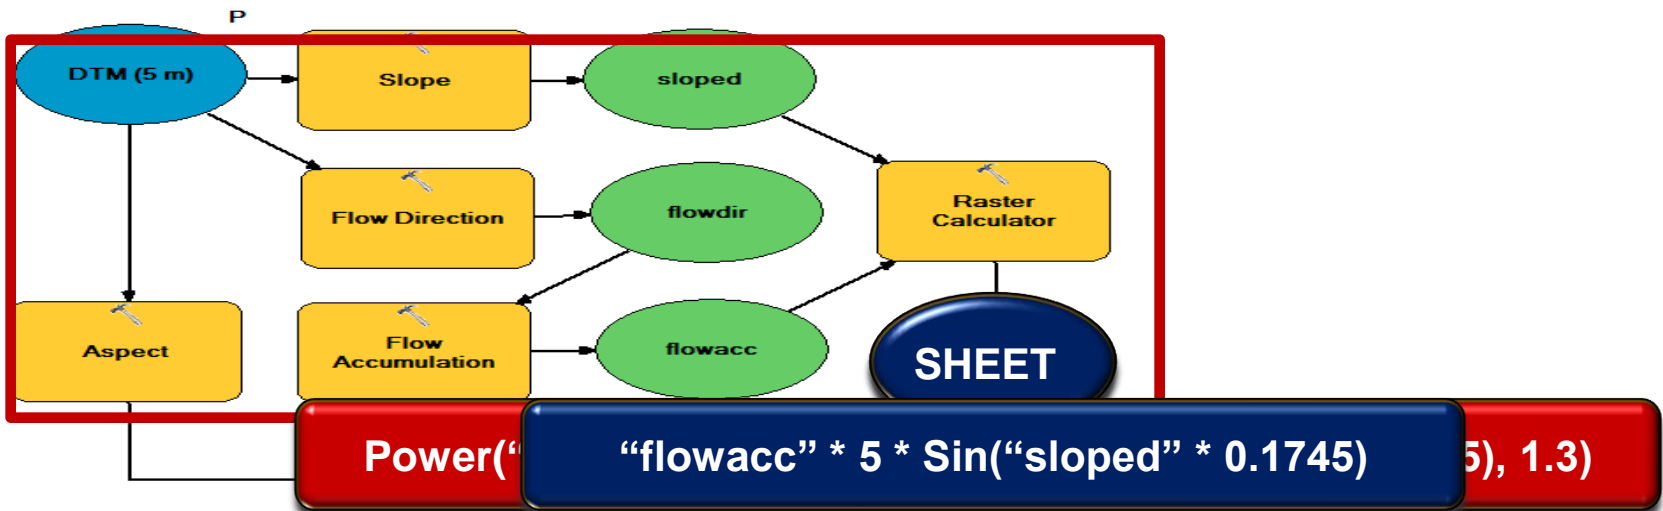 P
DTM (5 m)
Slope
sloped
Flow Direction
flowdir
Raster
Calculator
Aspect
Flow
Accumulation
flowacc
SHEET
Power(“
“flowacc” * 5 * Sin(“sloped” * 0.1745)
5), 1.3)